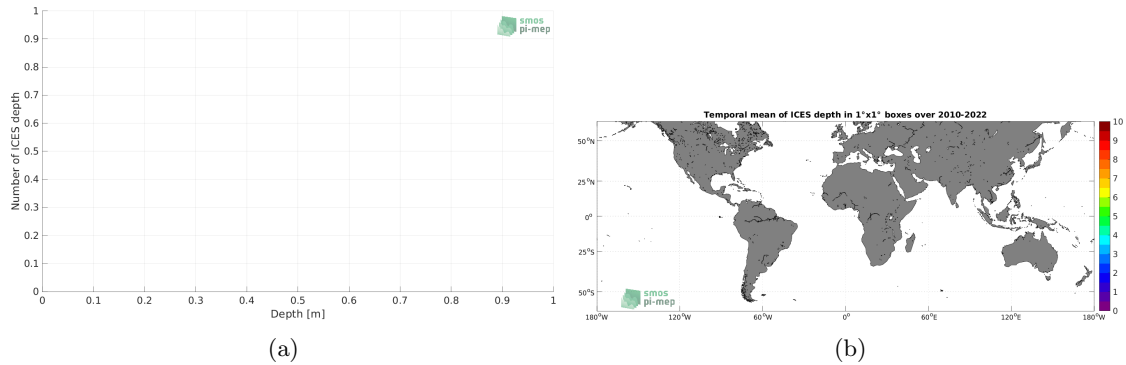 1
0.9
0.8
0.7
0.6
0.5
0.4
0.3
0.2
0.1
0
Number of ICES depth
0 0.1 0.2 0.3 0.4 0.5 0.6 0.7 0.8 0.9 1
Depth [m]
smos
pi-mep
(a)
Temporal mean of ICES depth in 1°x1° boxes over 2010-2022
50°N
25°N
0°
25°S
50°S
180°W 120°W 60°W 0° 60°E 120°E 180°W
smos
pi-mep
10
9
8
7
6
5
4
3
2
1
0
(b)